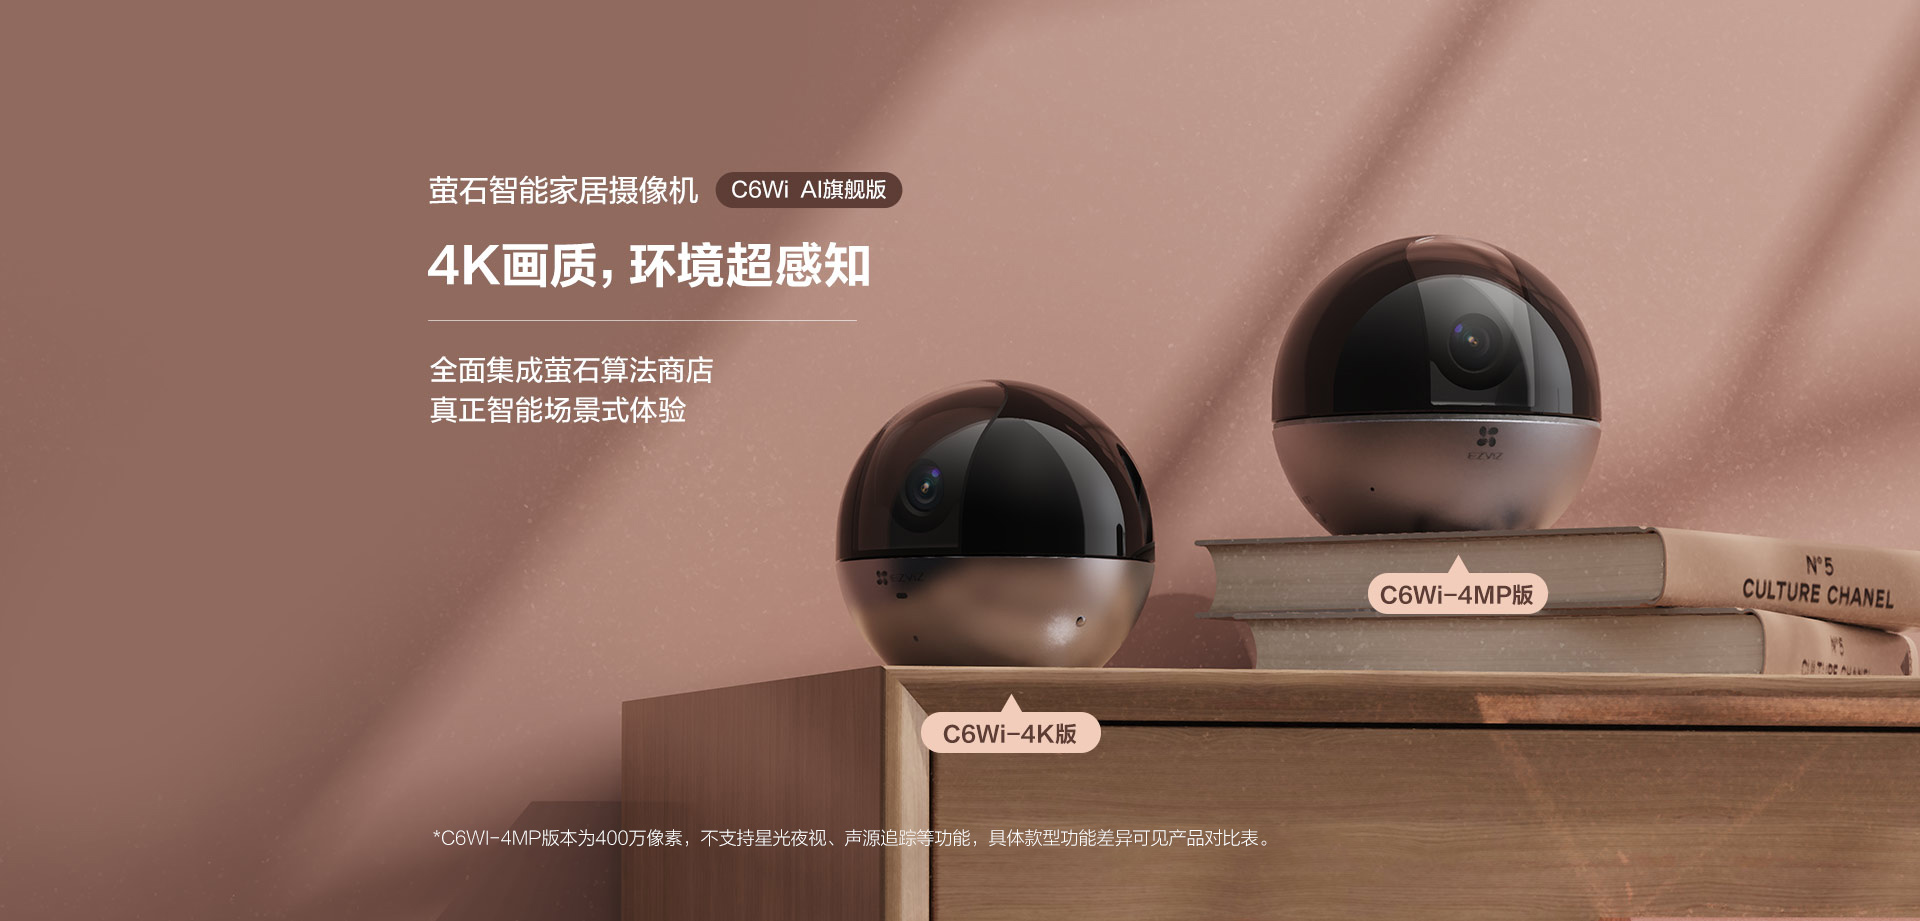 萤石智能家居摄像机 C6Wi AI旗舰版
4K画质，环境超感知
全面集成萤石算法商店
真正智能场景式体验
EZVIZ
EZVIZ
N°5
CULTURE CHANEL
C6Wi-4MP版
N°5
CULTURE CHANEL
C6Wi-4K版
*C6WI-4MP版本为400万像素，不支持星光夜视、声源追踪等功能，具体款型功能差异可见产品对比表。